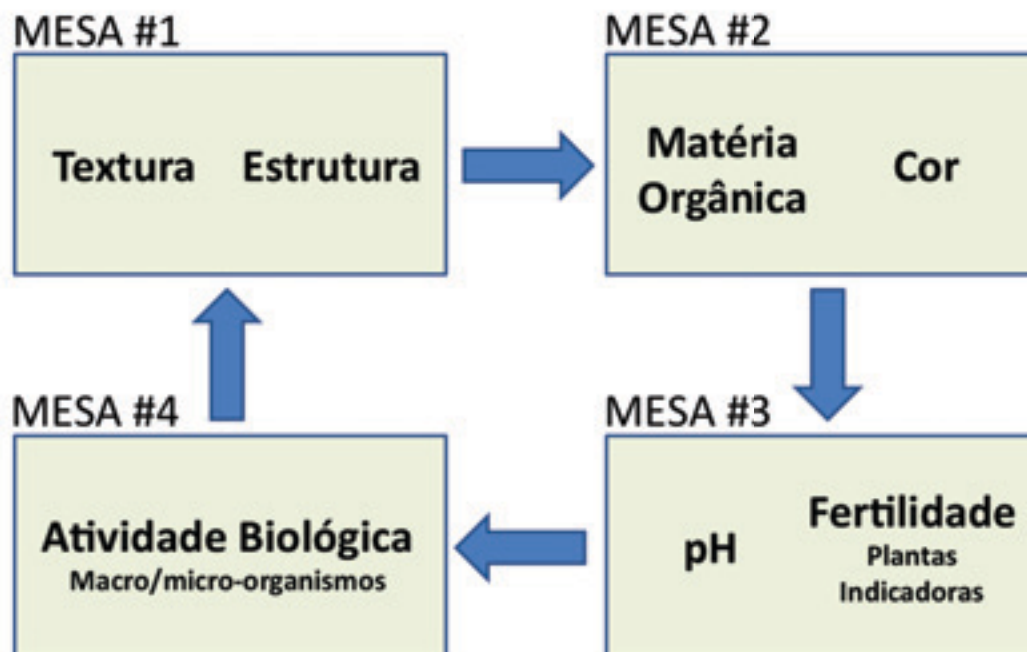 MESA #1
Textura Estrutura
MESA #2
Matéria
Orgânica
Cor
MESA #3
pH
Fertilidade
Plantas
Indicadoras
MESA #4
Atividade Biológica
Macro/micro-organismos